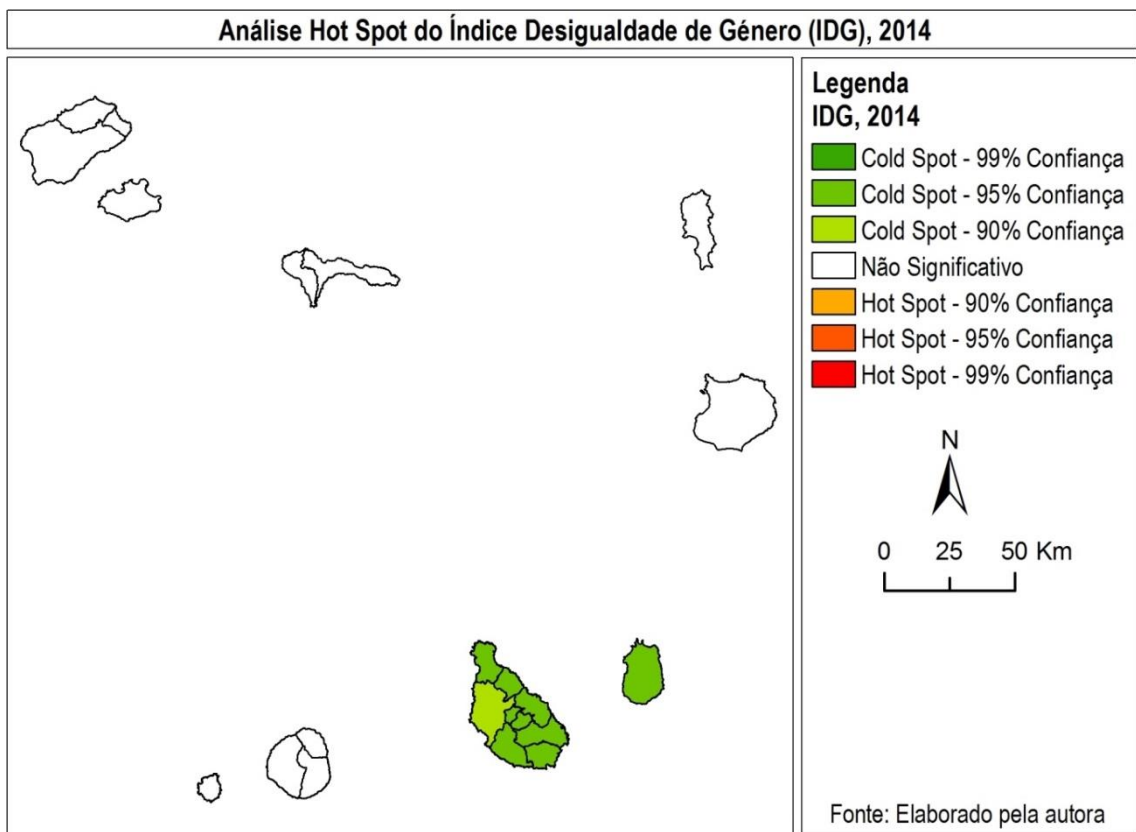 Análise Hot Spot do Índice Desigualdade de Género (IDG), 2014
Legenda
IDG, 2014
Cold Spot - 99% Confiança
Cold Spot - 95% Confiança
Cold Spot - 90% Confiança
Não Significativo
Hot Spot - 90% Confiança
Hot Spot - 95% Confiança
Hot Spot - 99% Confiança
N
0 25 50 Km
Fonte: Elaborado pela autora